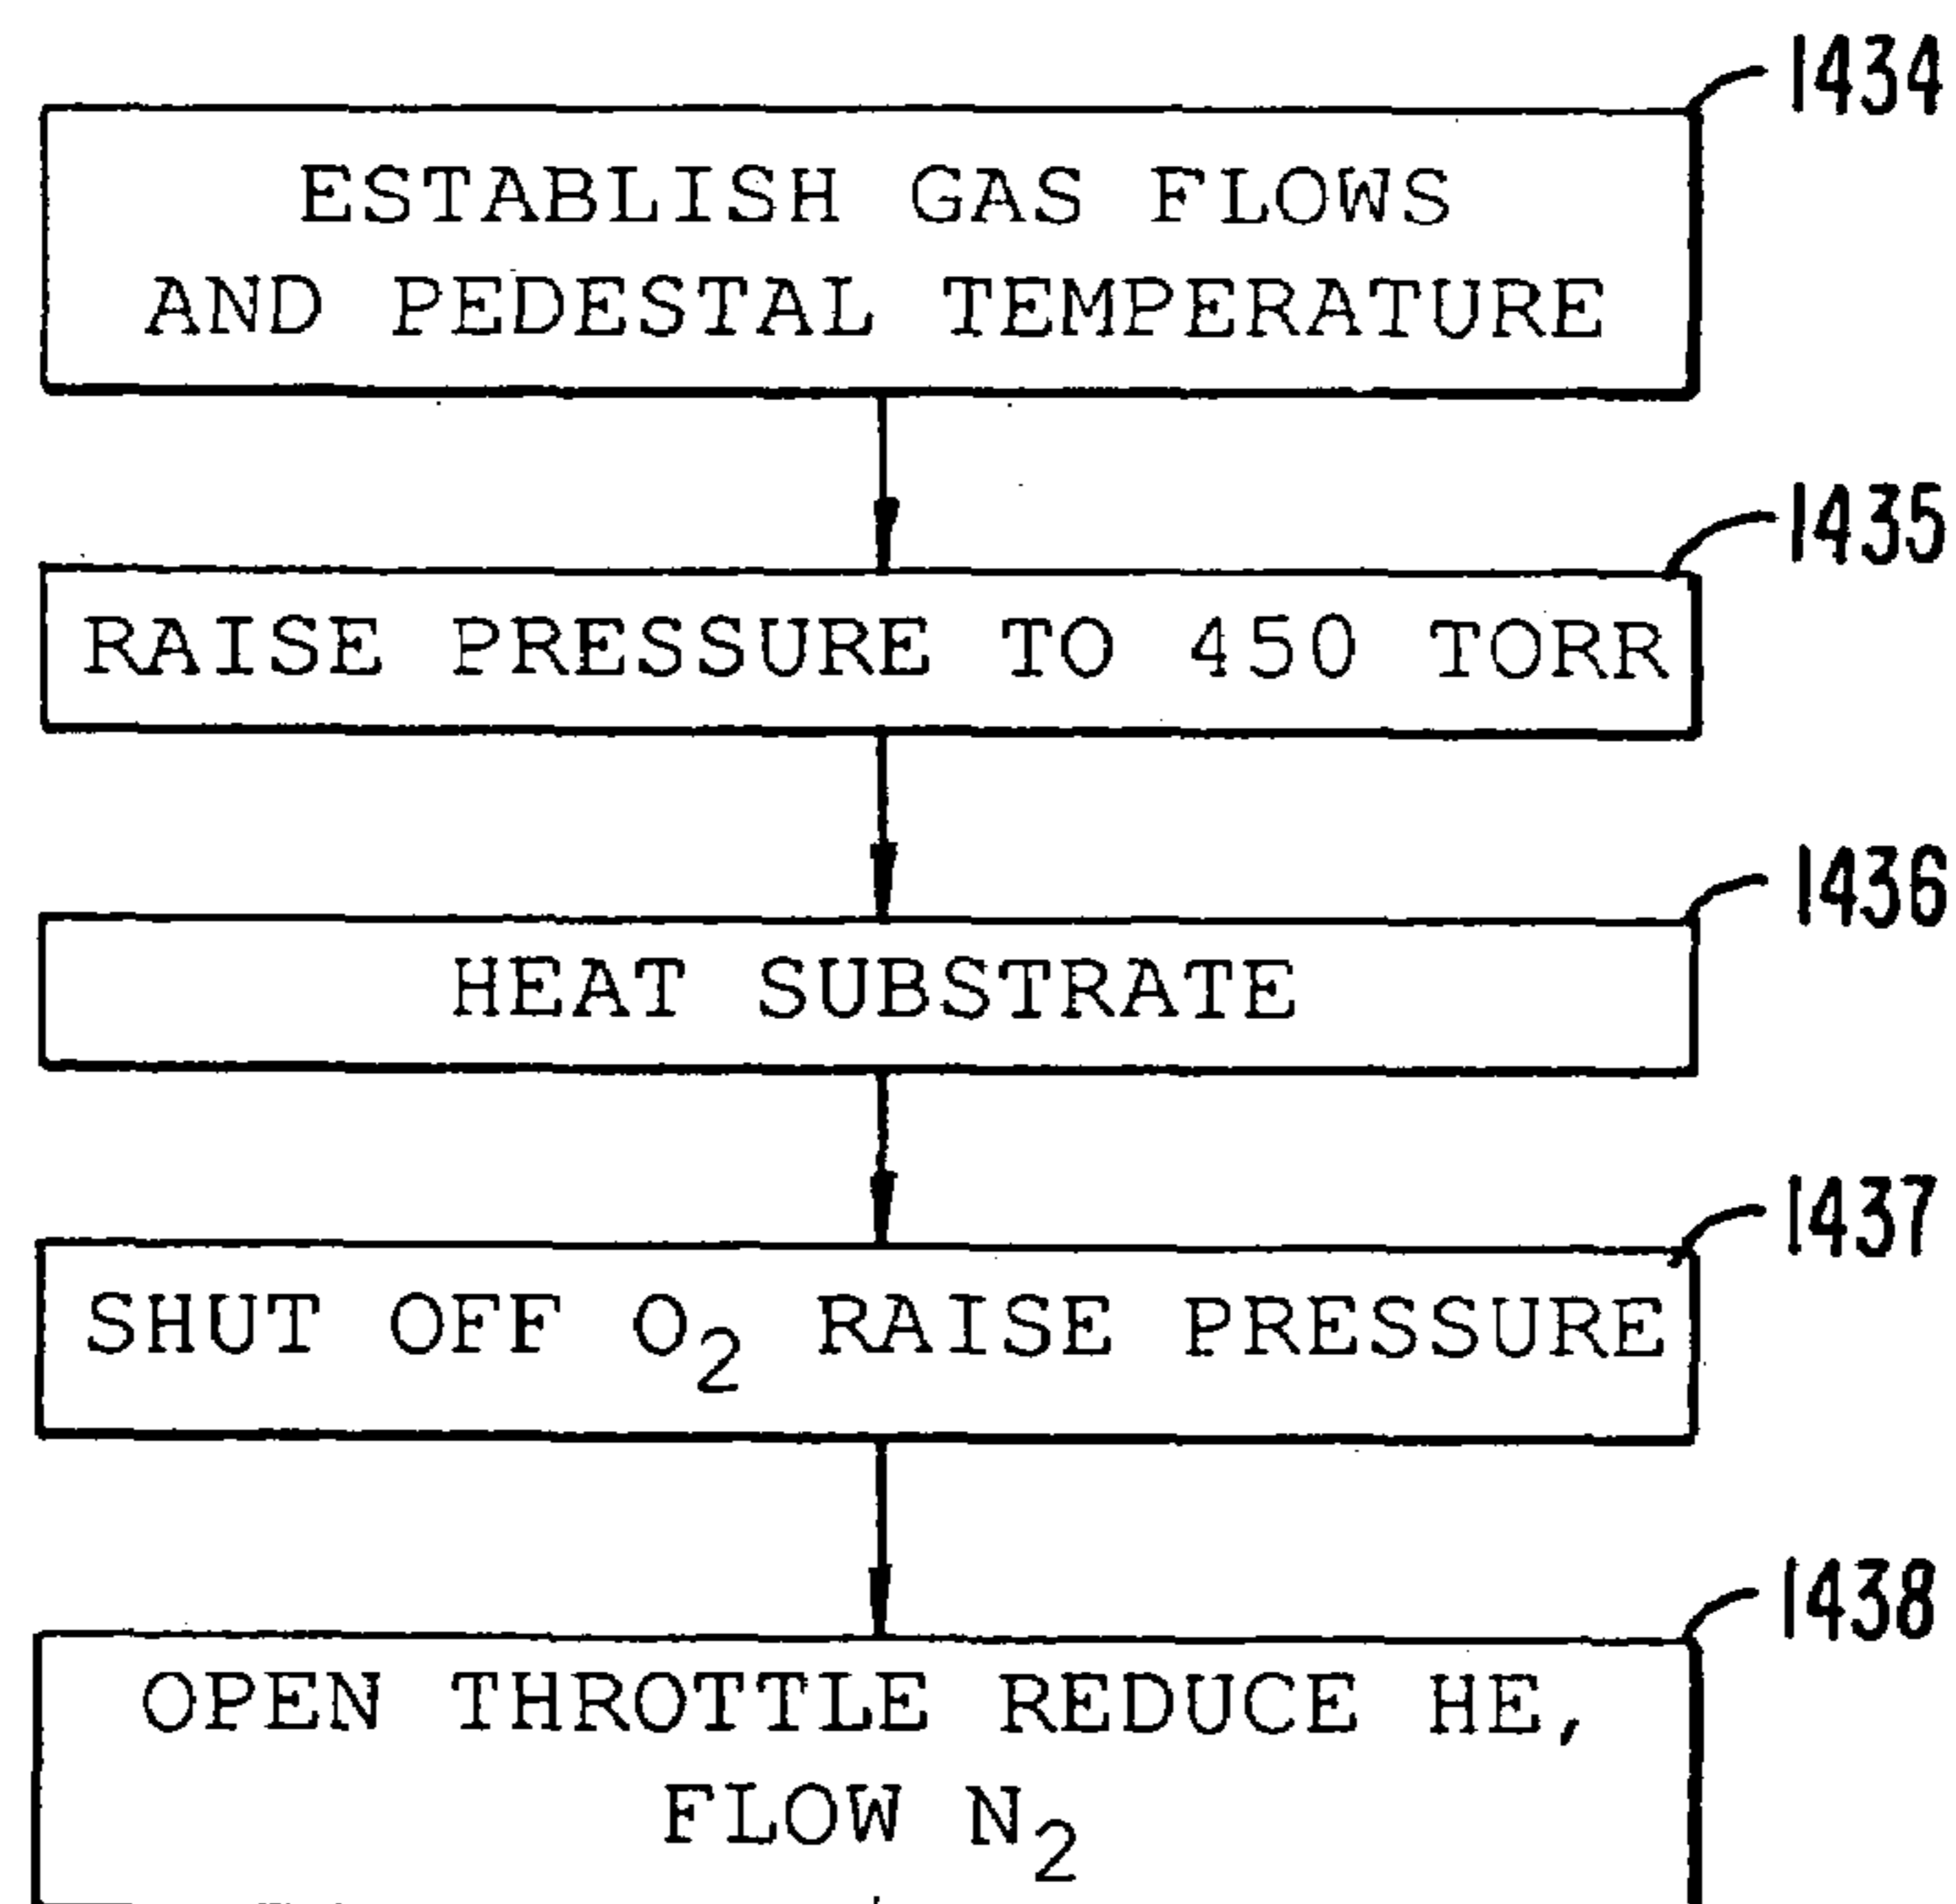 1434
ESTABLISH GAS FLOWS
AND PEDESTAL TEMPERATURE
1435
RAISE PRESSURE TO 450 TORR
1436
HEAT SUBSTRATE
1437
SHUT OFF O₂ RAISE PRESSURE
1438
OPEN THROTTLE REDUCE HE,
FLOW N₂